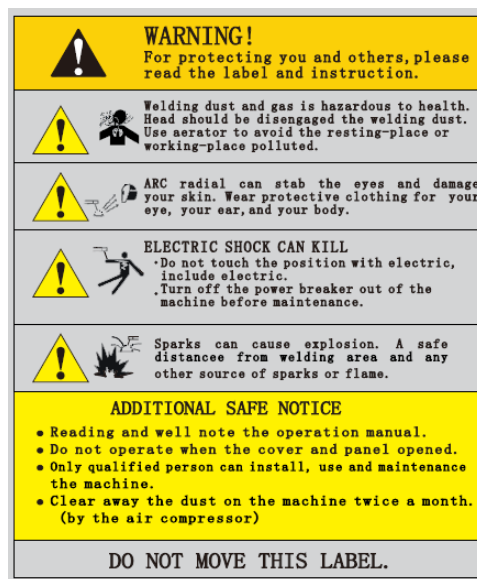 WARNING!
For protecting you and others, please
read the label and instruction.
Welding dust and gas is hazardous to health.
Head should be disengaged the welding dust.
Use aerator to avoid the resting-place or
working-place polluted.
ARC radial can stab the eyes and damage
your skin. Wear protective clothing for your
eye, your ear, and your body.
ELECTRIC SHOCK CAN KILL
·Do not touch the position with electric,
include electric.
.Turn off the power breaker out of the
machine before maintenance.
Sparks can cause explosion. A safe
distancee from welding area and any
other source of sparks or flame.
ADDITIONAL SAFE NOTICE
● Reading and well note the operation manual.
● Do not operate when the cover and panel opened.
● Only qualified person can install, use and maintenance
the machine.
● Clear away the dust on the machine twice a month.
(by the air compressor)
DO NOT MOVE THIS LABEL.